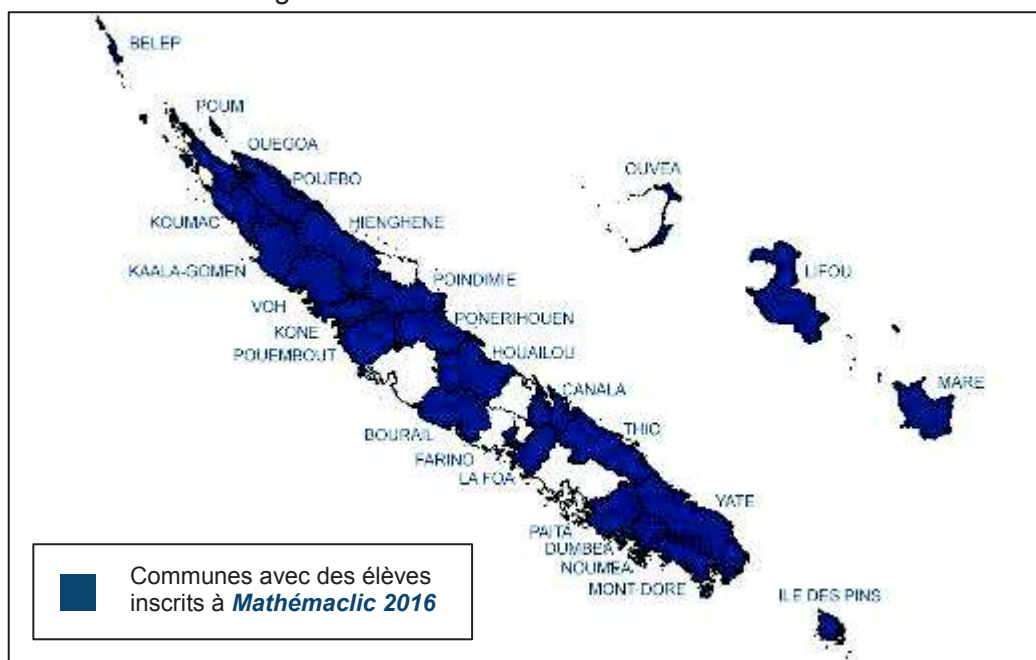 BELEP
POUM
OUEGOA
POUEBO
OUVEA
KOUMAC
HIENGHENE
KAALA-GOMEN
POINDIMIE
LIFOU
VOH
PONERIHOUEN
KONE
POUEMBOUT
HOUAILOU
CANALA
MARE
BOURAIL
THIO
FARINO
LA FOA
YATE
PAITA
DUMBEA
NOUMEA
MONT-DORE
ILE DES PINS
Communes avec des élèves
inscrits à Mathémaclic 2016